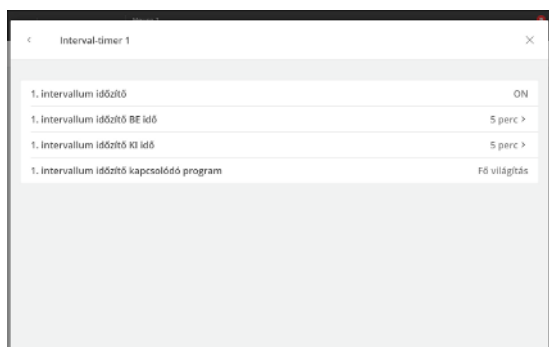 Interval-timer 1
1. intervallum időzítő ON
1. intervallum időzítő BE idő 5 perc >
1. intervallum időzítő KI idő 5 perc >
1. intervallum időzítő kapcsolódó program Fő világítás